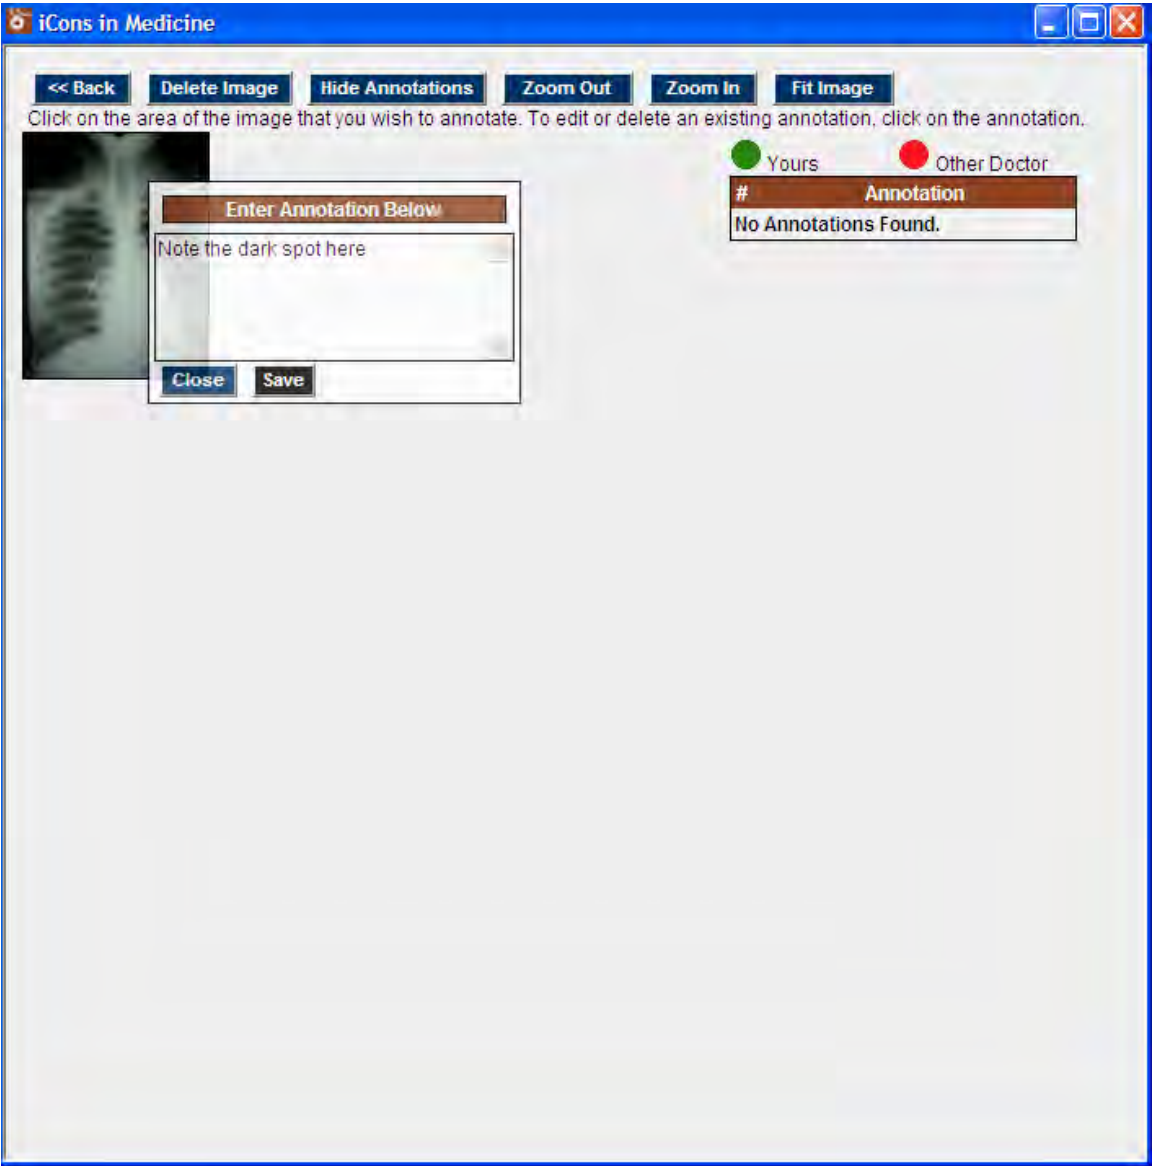 iCons in Medicine
<< Back Delete Image Hide Annotations Zoom Out Zoom In Fit Image
Click on the area of the image that you wish to annotate. To edit or delete an existing annotation, click on the annotation.
Yours Other Doctor
# Annotation
No Annotations Found.
Enter Annotation Below
Note the dark spot here
Close Save